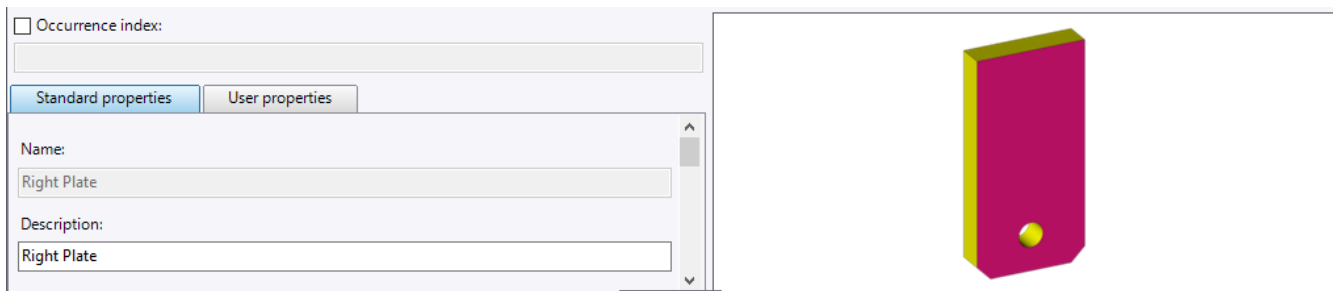 Occurrence index:
Standard properties
User properties
Name:
Right Plate
Description:
Right Plate